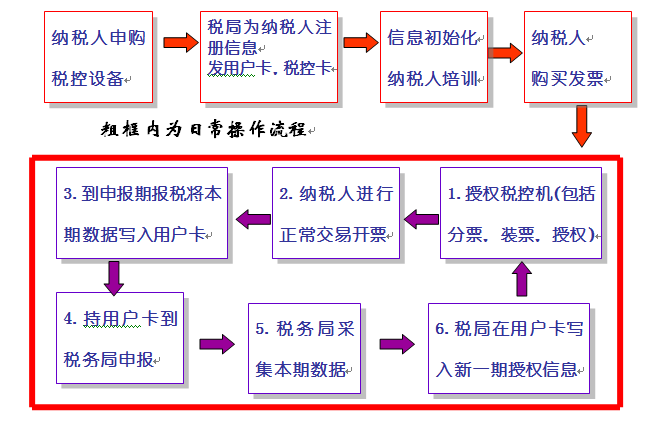 纳税人申购
税控设备
税局为纳税人注
册信息
发用户卡，税控卡
信息初始化
纳税人培训
纳税人
购买发票
粗框内为日常操作流程
3.到申报期报税将本
期数据写入用户卡
2.纳税人进行
正常交易开票
1.授权税控机(包括
分票，装票，授权)
4.持用户卡到
税务局申报
5.税务局采
集本期数据
6.税局在用户卡写
入新一期授权信息